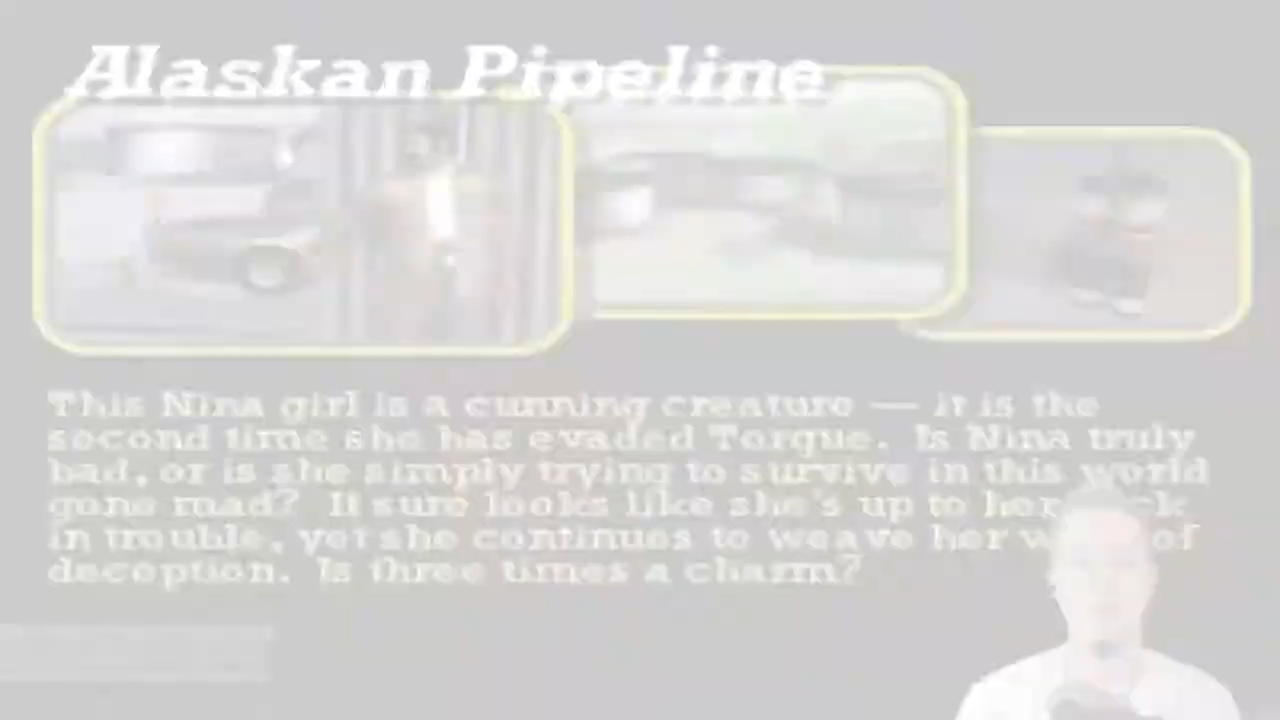 Alaskan Pipeline
This Nina girl is a cunning creature — it is the
second time she has evaded Torque. Is Nina truly
bad, or is she simply trying to survive in this world
gone mad? It sure looks like she's up to her
in trouble, yet she continues to weave her of
deception. Is three times a charm?